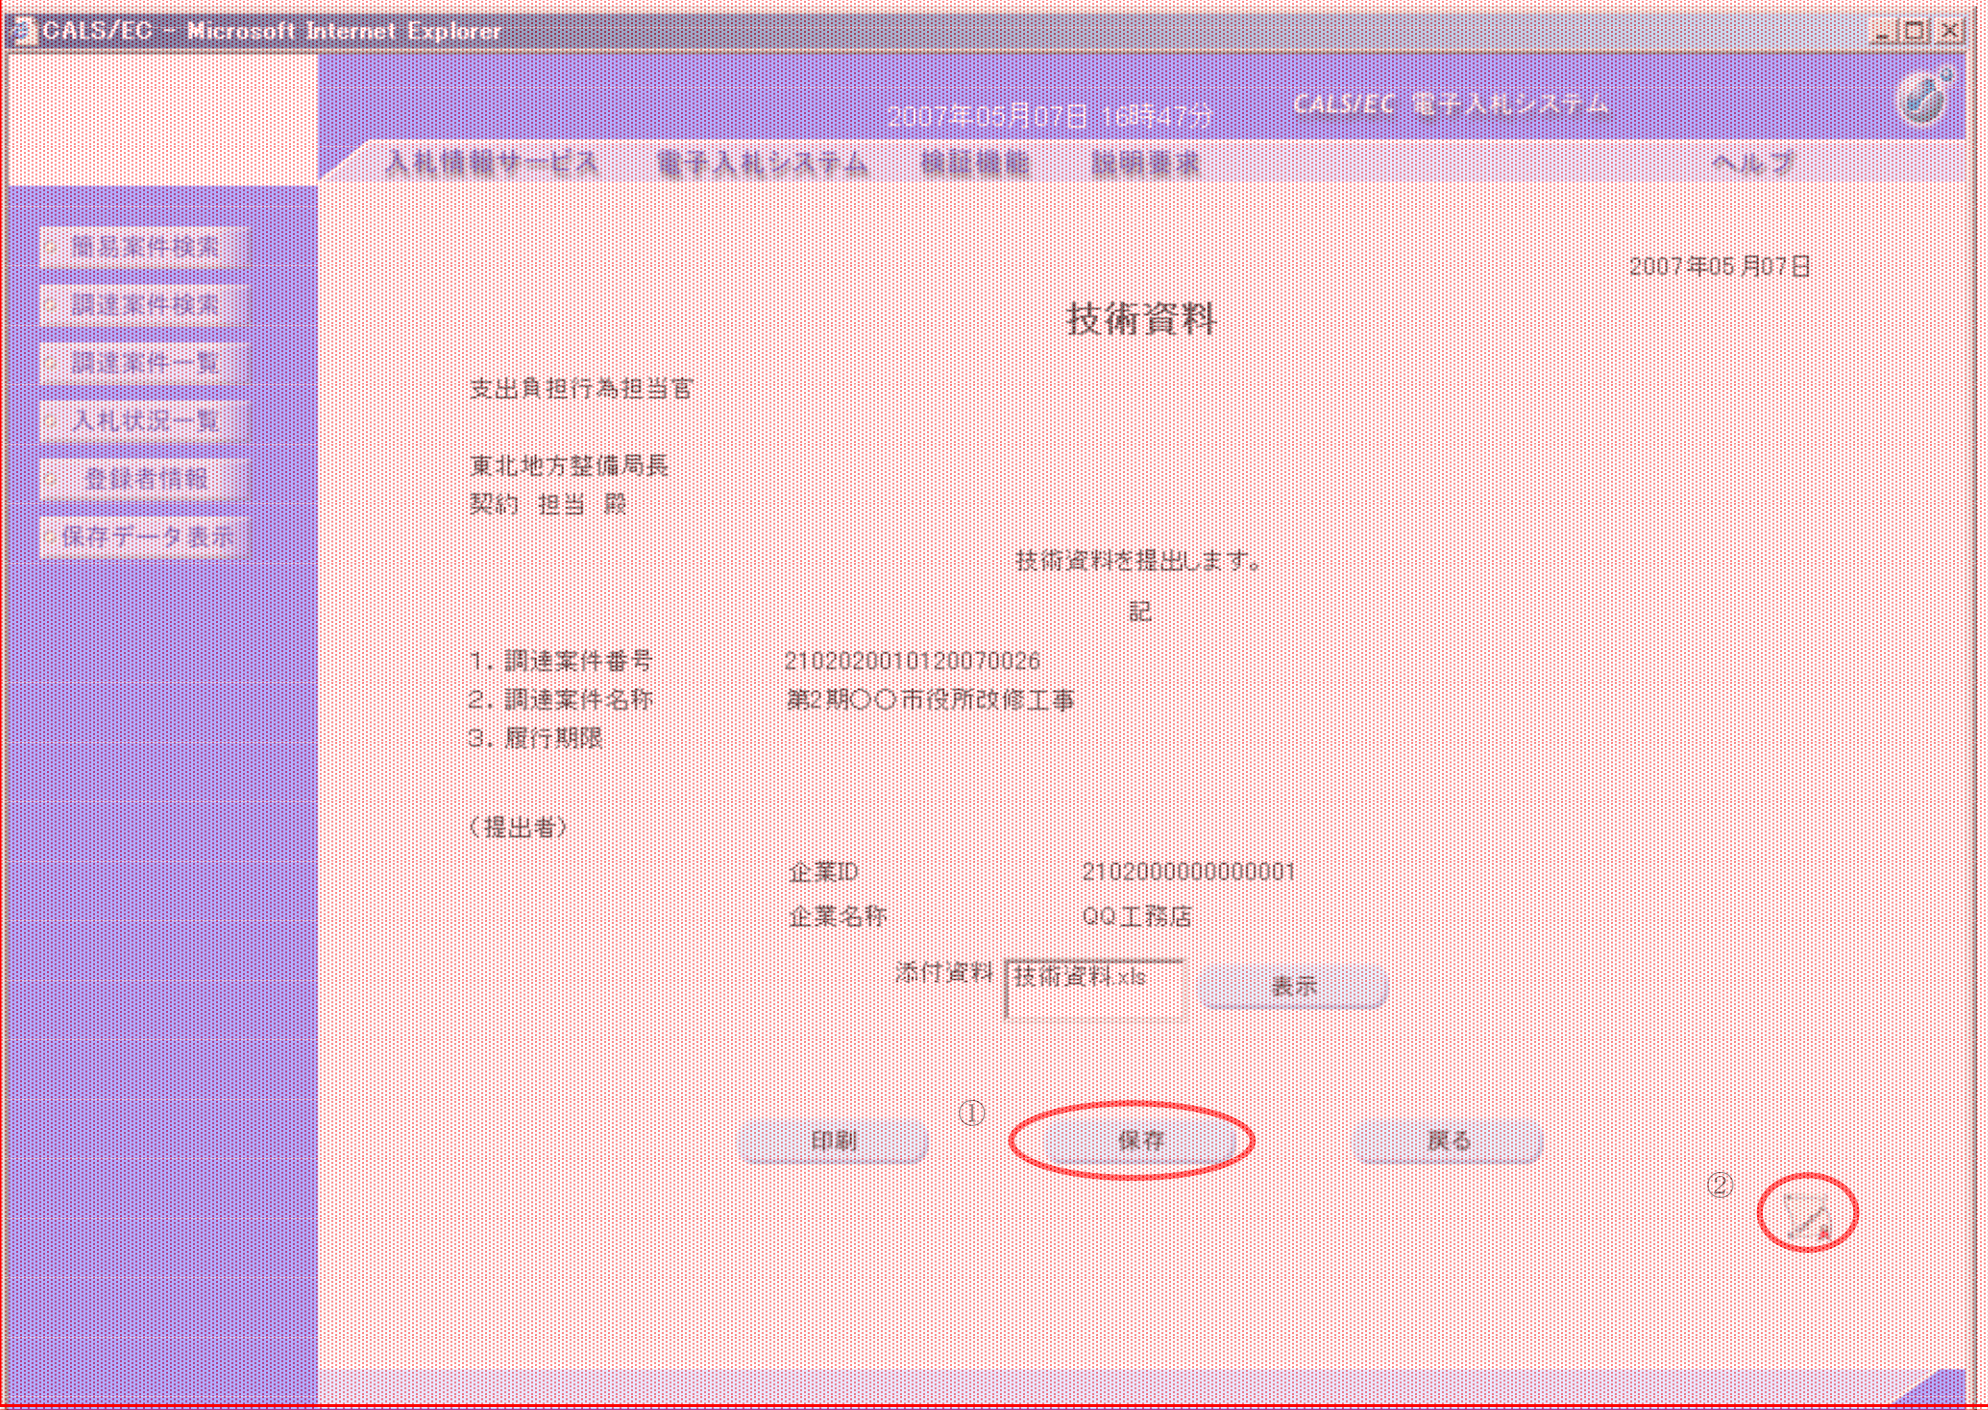 CALS/EC - Microsoft Internet Explorer
2007年05月07日 16時47分
CALS/EC 電子入札システム
入札情報サービス 電子入札システム 検証機能 説明要求 ヘルプ
簡易案件検索
調達案件検索
調達案件一覧
入札状況一覧
登録者情報
保存データ表示
2007年05月07日
技術資料
支出負担行為担当官
東北地方整備局長
契約 担当 殿
技術資料を提出します。
記
1. 調達案件番号 2102020010120070026
2. 調達案件名称 第2期〇〇市役所改修工事
3. 履行期限
(提出者)
企業ID 2102000000000001
企業名称 QQ工務店
添付資料 技術資料.xls 表示
① 印刷 保存 戻る
②